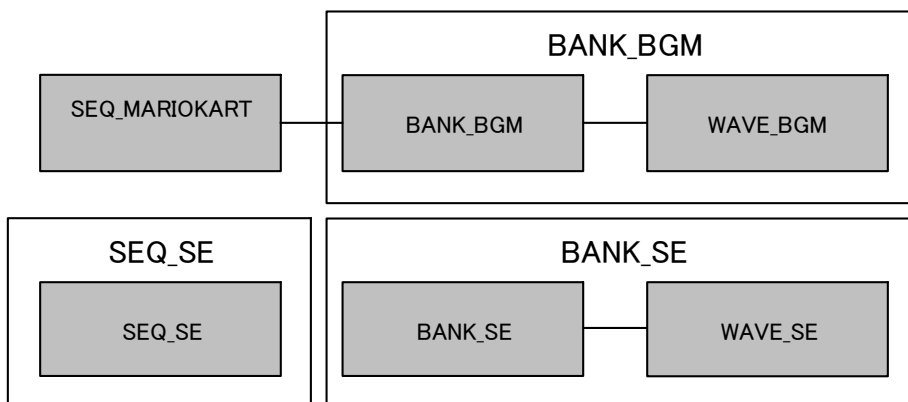 BANK_BGM
SEQ_MARIOKART
BANK_BGM
WAVE_BGM
SEQ_SE
SEQ_SE
BANK_SE
BANK_SE
WAVE_SE